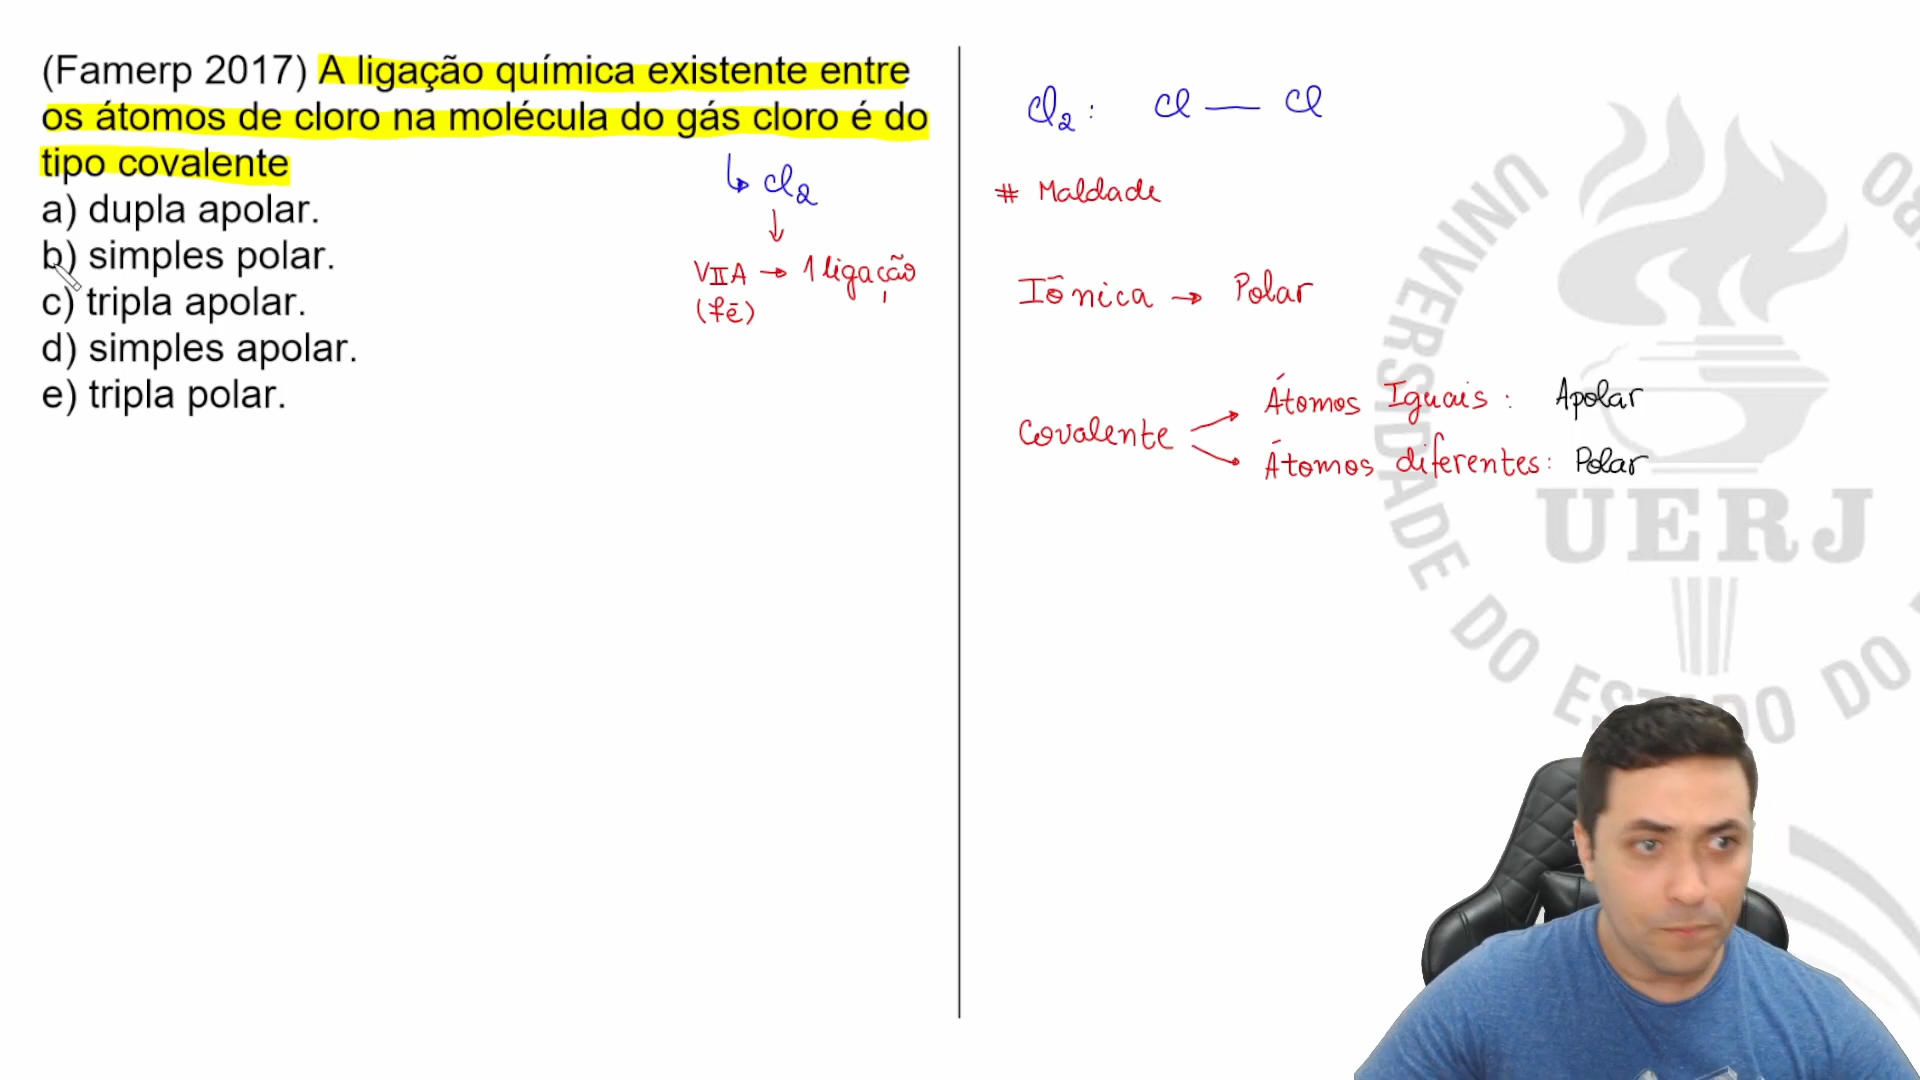 (Famerp 2017) A ligação química existente entre
os átomos de cloro na molécula do gás cloro é do
tipo covalente
a) dupla apolar.
b) simples polar.
c) tripla apolar.
d) simples apolar.
e) tripla polar.
↳ Cl₂
↓
VIIA → 1 ligação
(7ē)
Cl₂: Cl — Cl
# Maldade
Iônica → Polar
Covalente
Átomos Iguais: Apolar
Átomos diferentes: Polar
UNIVERSIDADE DO ESTADO DO
RO
UERJ